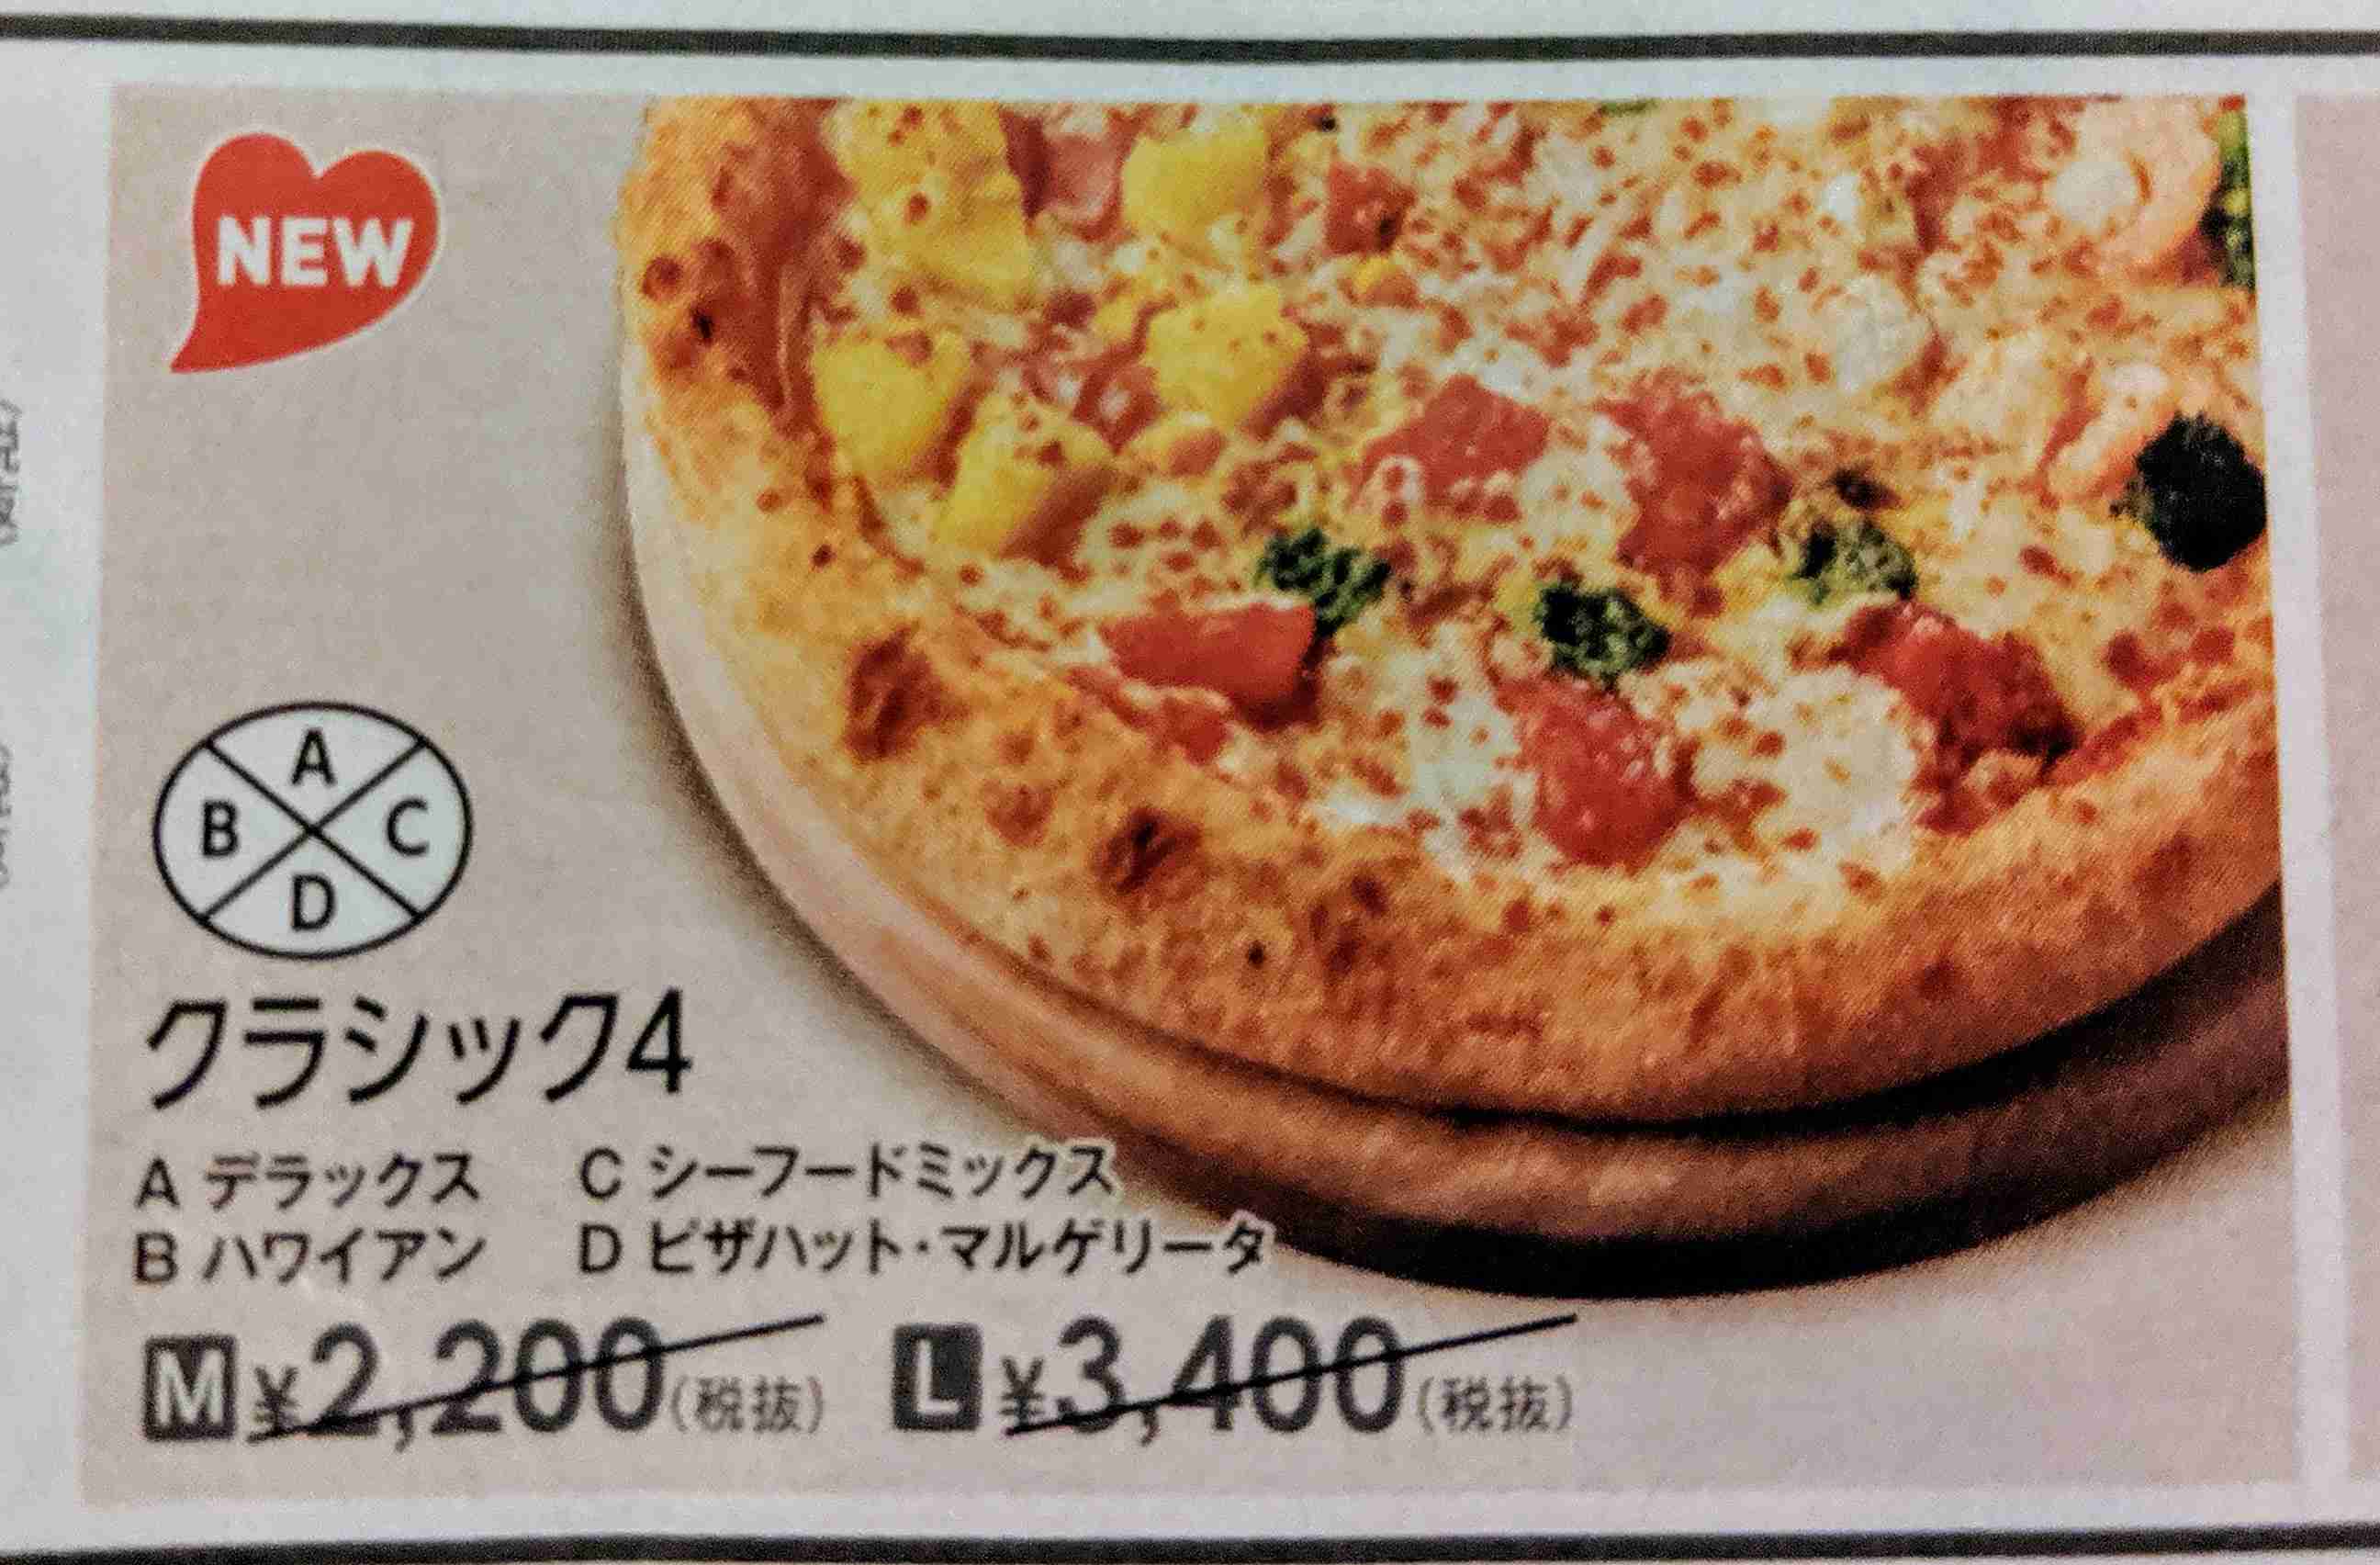 NEW
A
B C
D
クラシック4
A デラックス C シーフードミックス
B ハワイアン D ピザハット・マルゲリータ
M ¥2,200(税抜) L ¥3,400(税抜)